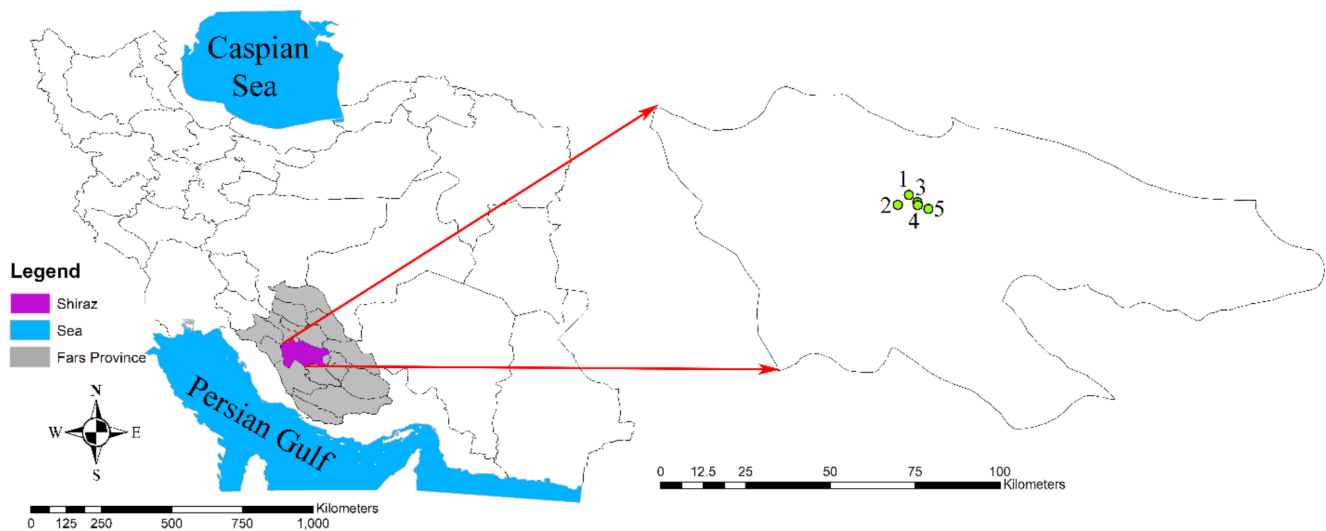 Caspian
Sea
1
3
2
4
5
Legend
Shiraz
Sea
Fars Province
Persian Gulf
N
W E
S
0 125 250 500 750 1,000
Kilometers
0 12.5 25 50 75 100
Kilometers